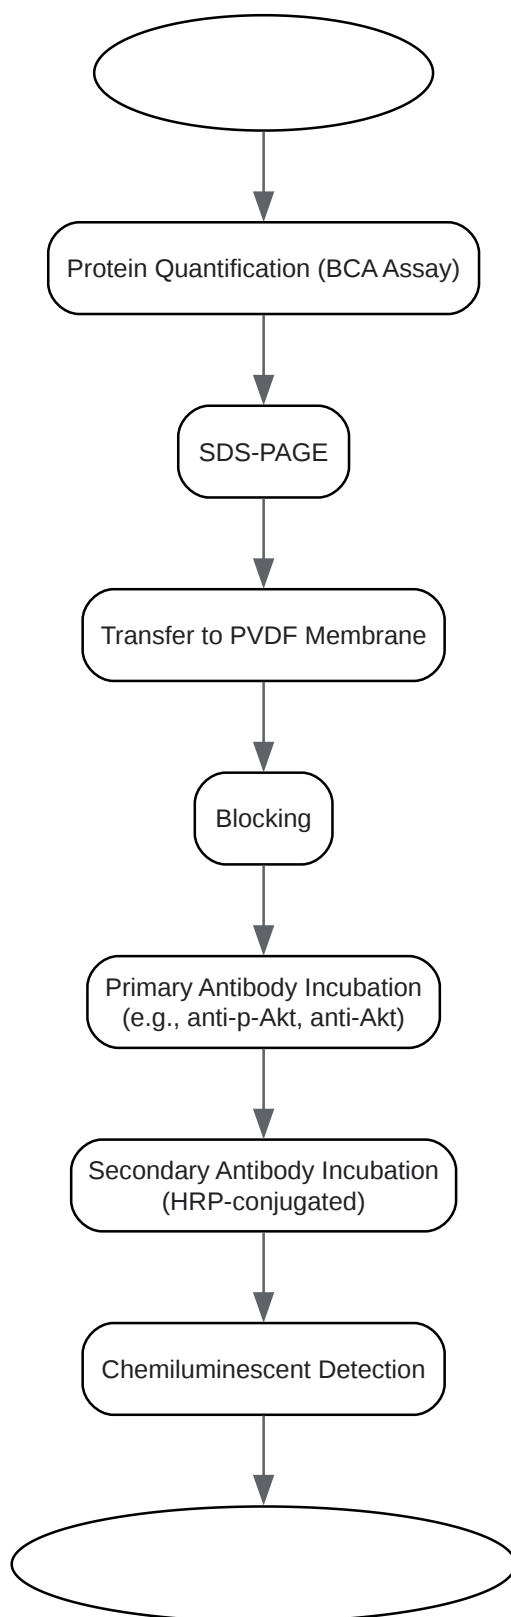 Protein Quantification (BCA Assay)
SDS-PAGE
Transfer to PVDF Membrane
Blocking
Primary Antibody Incubation
(e.g., anti-p-Akt, anti-Akt)
Secondary Antibody Incubation
(HRP-conjugated)
Chemiluminescent Detection